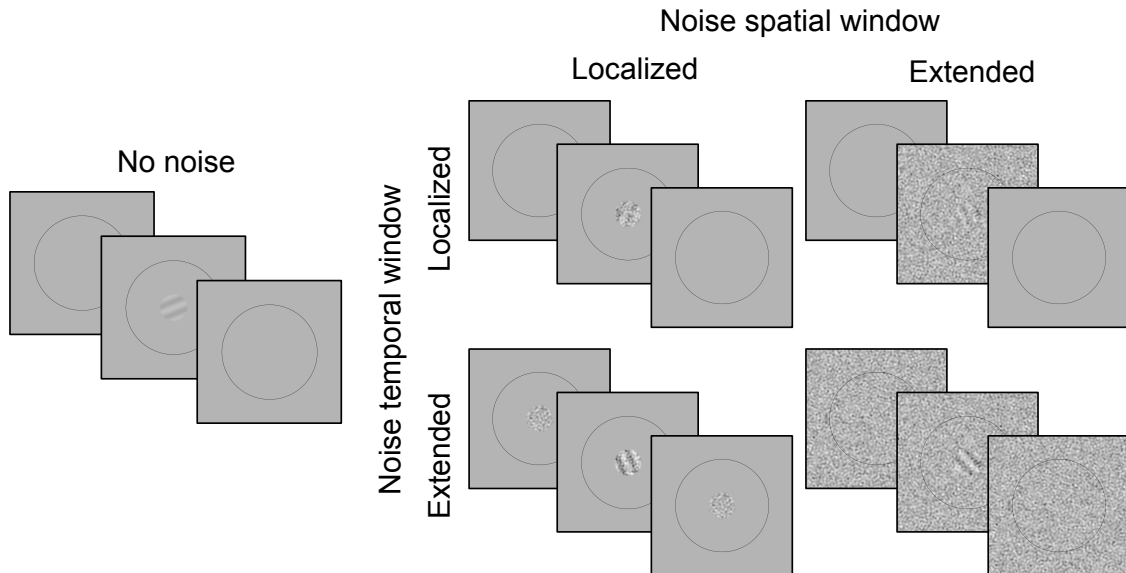 Noise spatial window
Localized
Extended
No noise
Noise temporal window
Localized
Extended